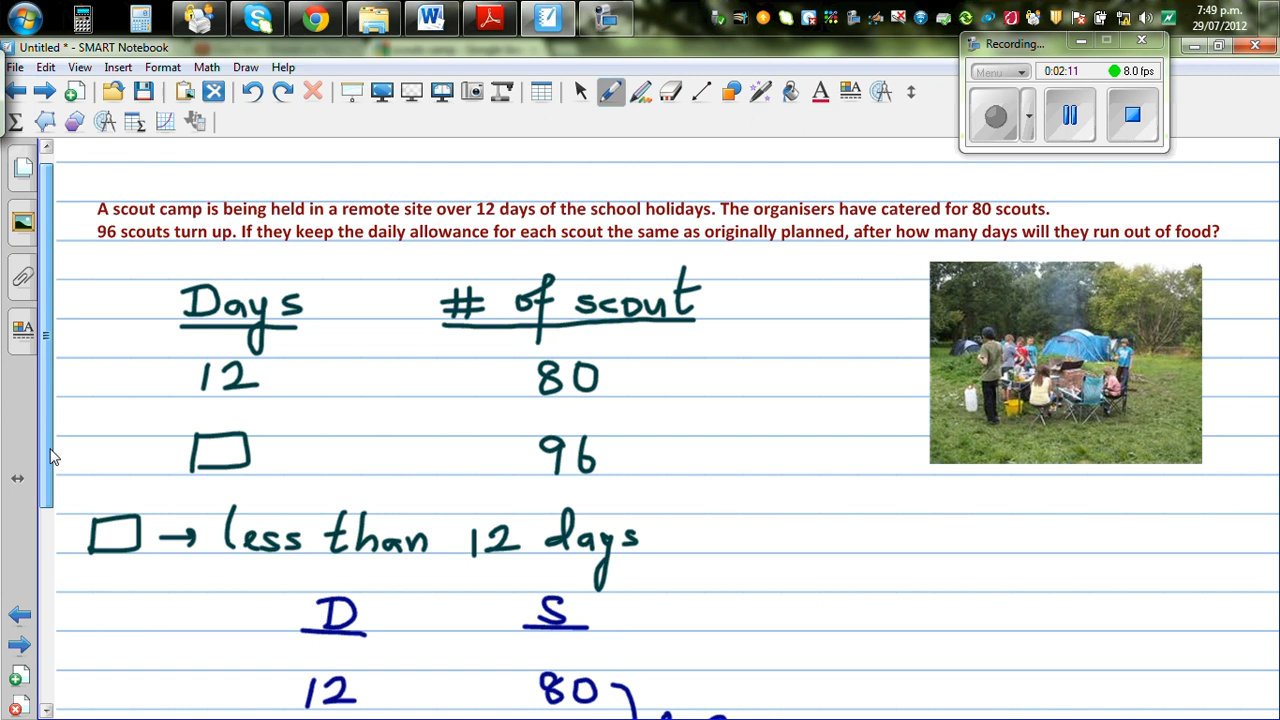 7:49 p.m.
29/07/2012
Untitled * - SMART Notebook
Recording...
File Edit View Insert Format Math Draw Help
Menu 0:02:11 8.0 fps
A scout camp is being held in a remote site over 12 days of the school holidays. The organisers have catered for 80 scouts.
96 scouts turn up. If they keep the daily allowance for each scout the same as originally planned, after how many days will they run out of food?
Days # of scout
12 80
96
→ less than 12 days
D S
12 80